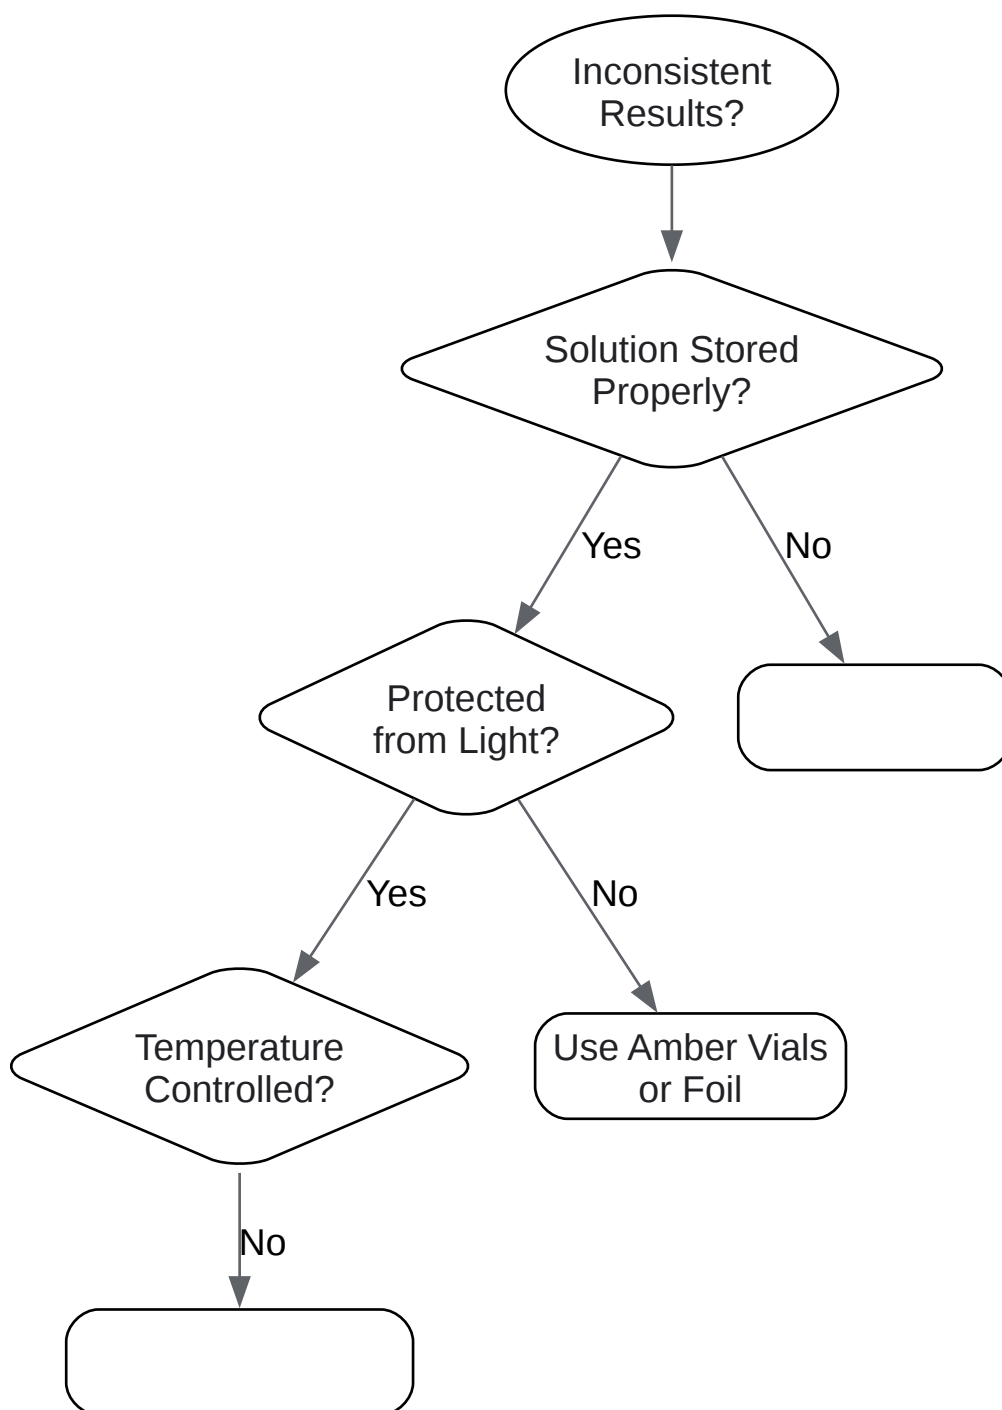 Inconsistent
Results?
Solution Stored
Properly?
Yes
No
Protected
from Light?
Yes
No
Temperature
Controlled?
Use Amber Vials
or Foil
No